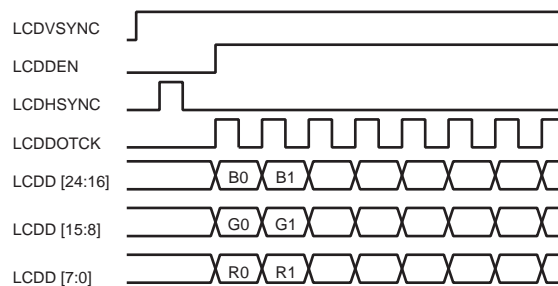 LCDVSYNC
LCDDEN
LCDHSYNC
LCDDOTCK
LCDD [24:16] B0 B1
LCDD [15:8] G0 G1
LCDD [7:0] R0 R1